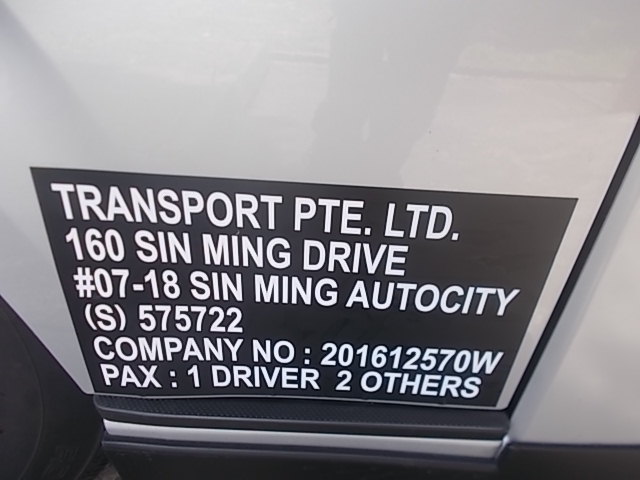 TRANSPORT PTE. LTD.
160 SIN MING DRIVE
#07-18 SIN MING AUTOCITY
(S) 575722
COMPANY NO : 201612570W
PAX : 1 DRIVER 2 OTHERS